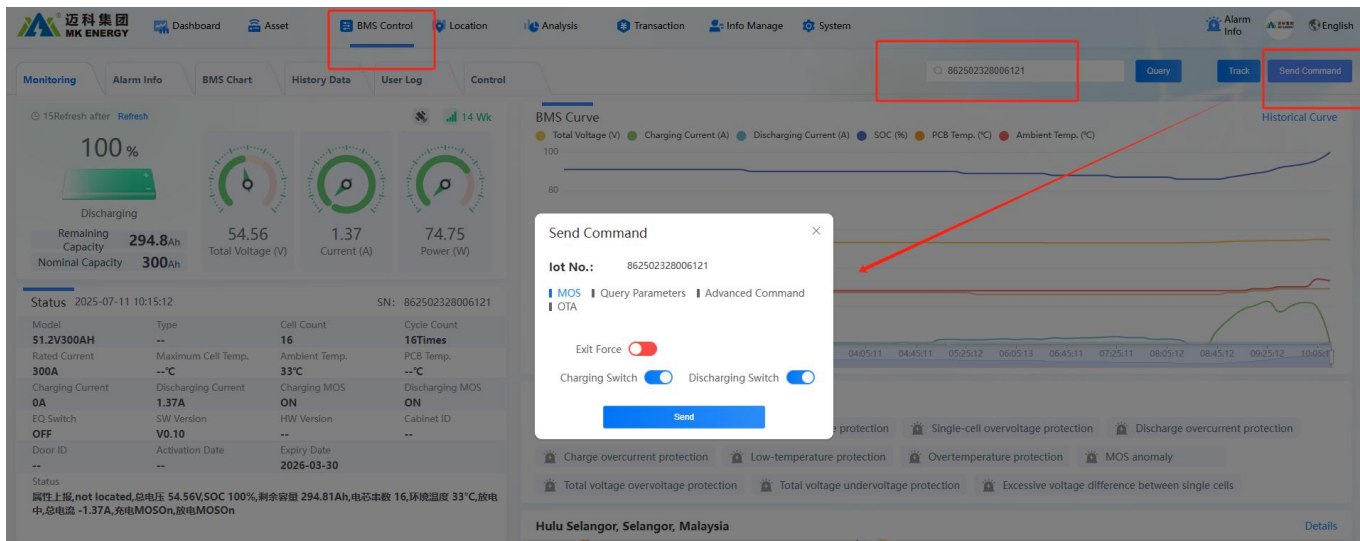 迈科集团
MK ENERGY
Dashboard
Asset
BMS Control
Location
Analysis
Transaction
Info Manage
System
Alarm Info
English
Monitoring
Alarm Info
BMS Chart
History Data
User Log
Control
862502328006121
Query
Track
Send Command
15Refresh after Refresh
14 Wk
100 %
Discharging
Remaining Capacity 294.8Ah
Nominal Capacity 300Ah
54.56
Total Voltage (V)
1.37
Current (A)
74.75
Power (W)
BMS Curve
Historical Curve
Total Voltage (V) Charging Current (A) Discharging Current (A) SOC (%) PCB Temp. (℃) Ambient Temp. (℃)
100
80
04:05:11 04:45:11 05:25:12 06:05:13 06:45:11 07:25:11 08:05:12 08:45:12 09:25:12 10:05:1
Send Command
Iot No.: 862502328006121
MOS Query Parameters Advanced Command
OTA
Exit Force
Charging Switch Discharging Switch
Send
Status 2025-07-11 10:15:12 SN: 862502328006121
Model Type Cell Count Cycle Count
51.2V300AH -- 16 16Times
Rated Current Maximum Cell Temp. Ambient Temp. PCB Temp.
300A --℃ 33℃ --℃
Charging Current Discharging Current Charging MOS Discharging MOS
0A 1.37A ON ON
EQ Switch SW Version HW Version Cabinet ID
OFF V0.10 -- --
Door ID Activation Date Expiry Date
-- -- 2026-03-30
Status
属性上报,not located,总电压 54.56V,SOC 100%,剩余容量 294.81Ah,电芯串数 16,环境温度 33°C,放电
中,总电流 -1.37A,充电MOSOn,放电MOSOn
protection Single-cell overvoltage protection Discharge overcurrent protection
Charge overcurrent protection Low-temperature protection Overtemperature protection MOS anomaly
Total voltage overvoltage protection Total voltage undervoltage protection Excessive voltage difference between single cells
Hulu Selangor, Selangor, Malaysia
Details